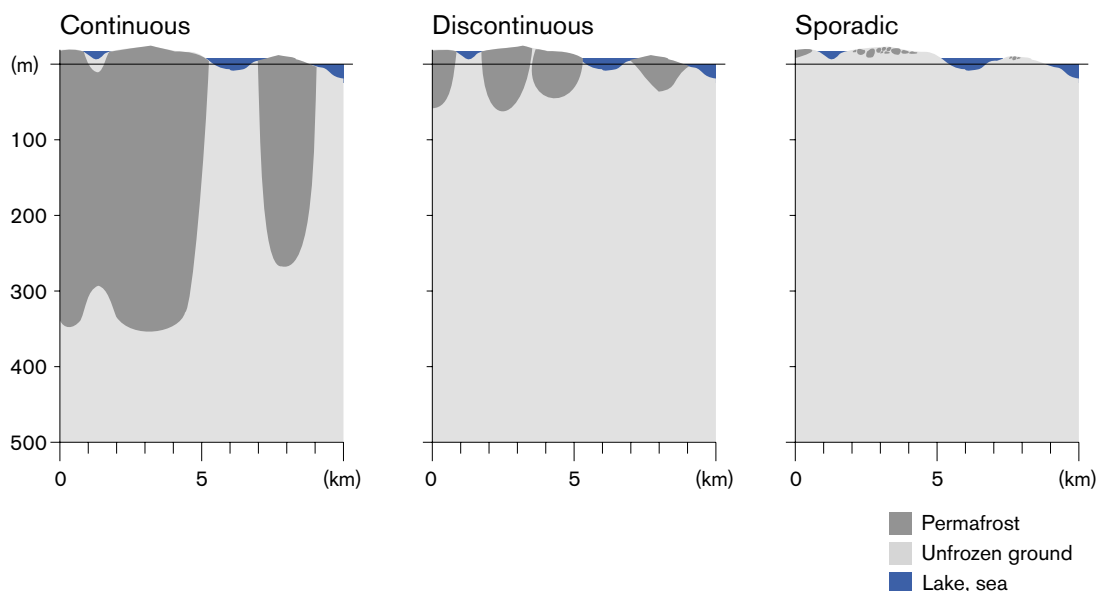 Continuous
Discontinuous
Sporadic
(m)
100
200
300
400
500
0 5 (km)
0 5 (km)
0 5 (km)
Permafrost
Unfrozen ground
Lake, sea